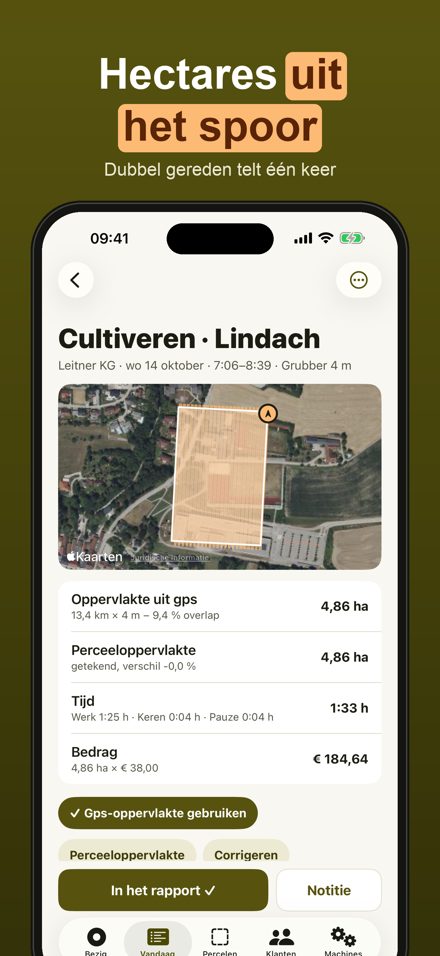 Hectares uit
het spoor
Dubbel gereden telt één keer
09:41
Cultiveren · Lindach
Leitner KG · wo 14 oktober · 7:06–8:39 · Grubber 4 m
Kaarten
Juridische informatie
Oppervlakte uit gps
4,86 ha
13,4 km × 4 m – 9,4 % overlap
Perceeloppervlakte
4,86 ha
getekend, verschil -0,0 %
Tijd
1:33 h
Werk 1:25 h · Keren 0:04 h · Pauze 0:04 h
Bedrag
€ 184,64
4,86 ha × € 38,00
✓ Gps-oppervlakte gebruiken
Perceeloppervlakte
Corrigeren
In het rapport ✓
Notitie
Bezig
Vandaag
Percelen
Klanten
Machines